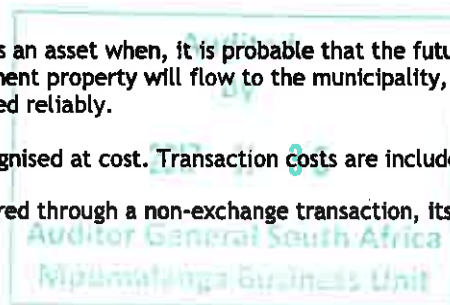 Audited
s an asset when, it is probable that the futu
nent property will flow to the municipality,
By
ed reliably.
gnised at cost. Transaction costs are include
red through a non-exchange transaction, its
Auditor General South Africa
Mpumalanga Business Unit